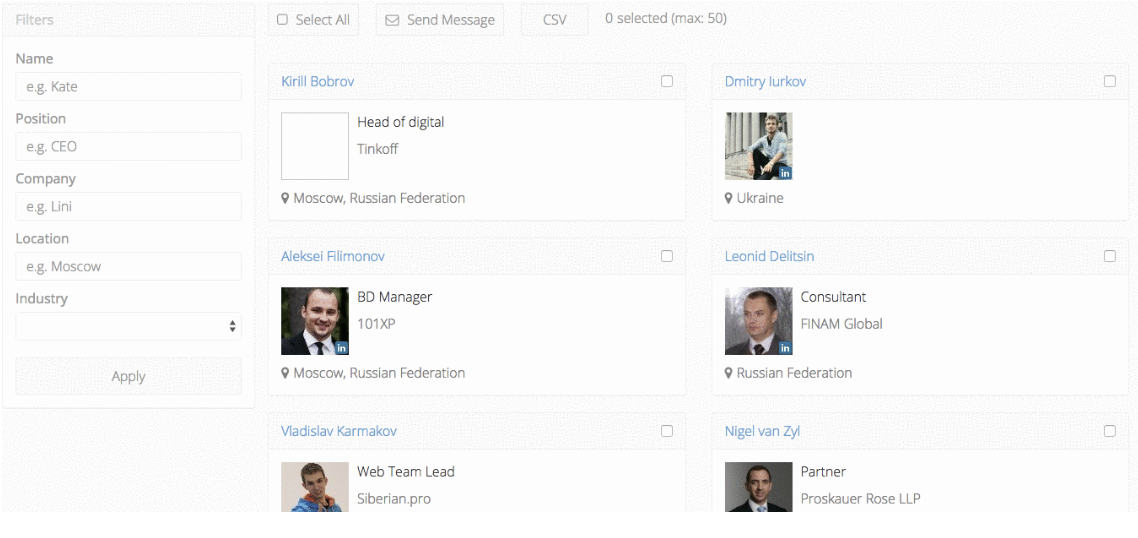 Filters
Name
e.g. Kate
Position
e.g. CEO
Company
e.g. Lini
Location
e.g. Moscow
Industry
Apply
Select All
Send Message
CSV
0 selected (max: 50)
Kirill Bobrov
Head of digital
Tinkoff
Moscow, Russian Federation
Dmitry Iurkov
in
Ukraine
Aleksei Filimonov
BD Manager
101XP
in
Moscow, Russian Federation
Leonid Delitsin
Consultant
FINAM Global
in
Russian Federation
Vladislav Karmakov
Web Team Lead
Siberian.pro
Nigel van Zyl
Partner
Proskauer Rose LLP